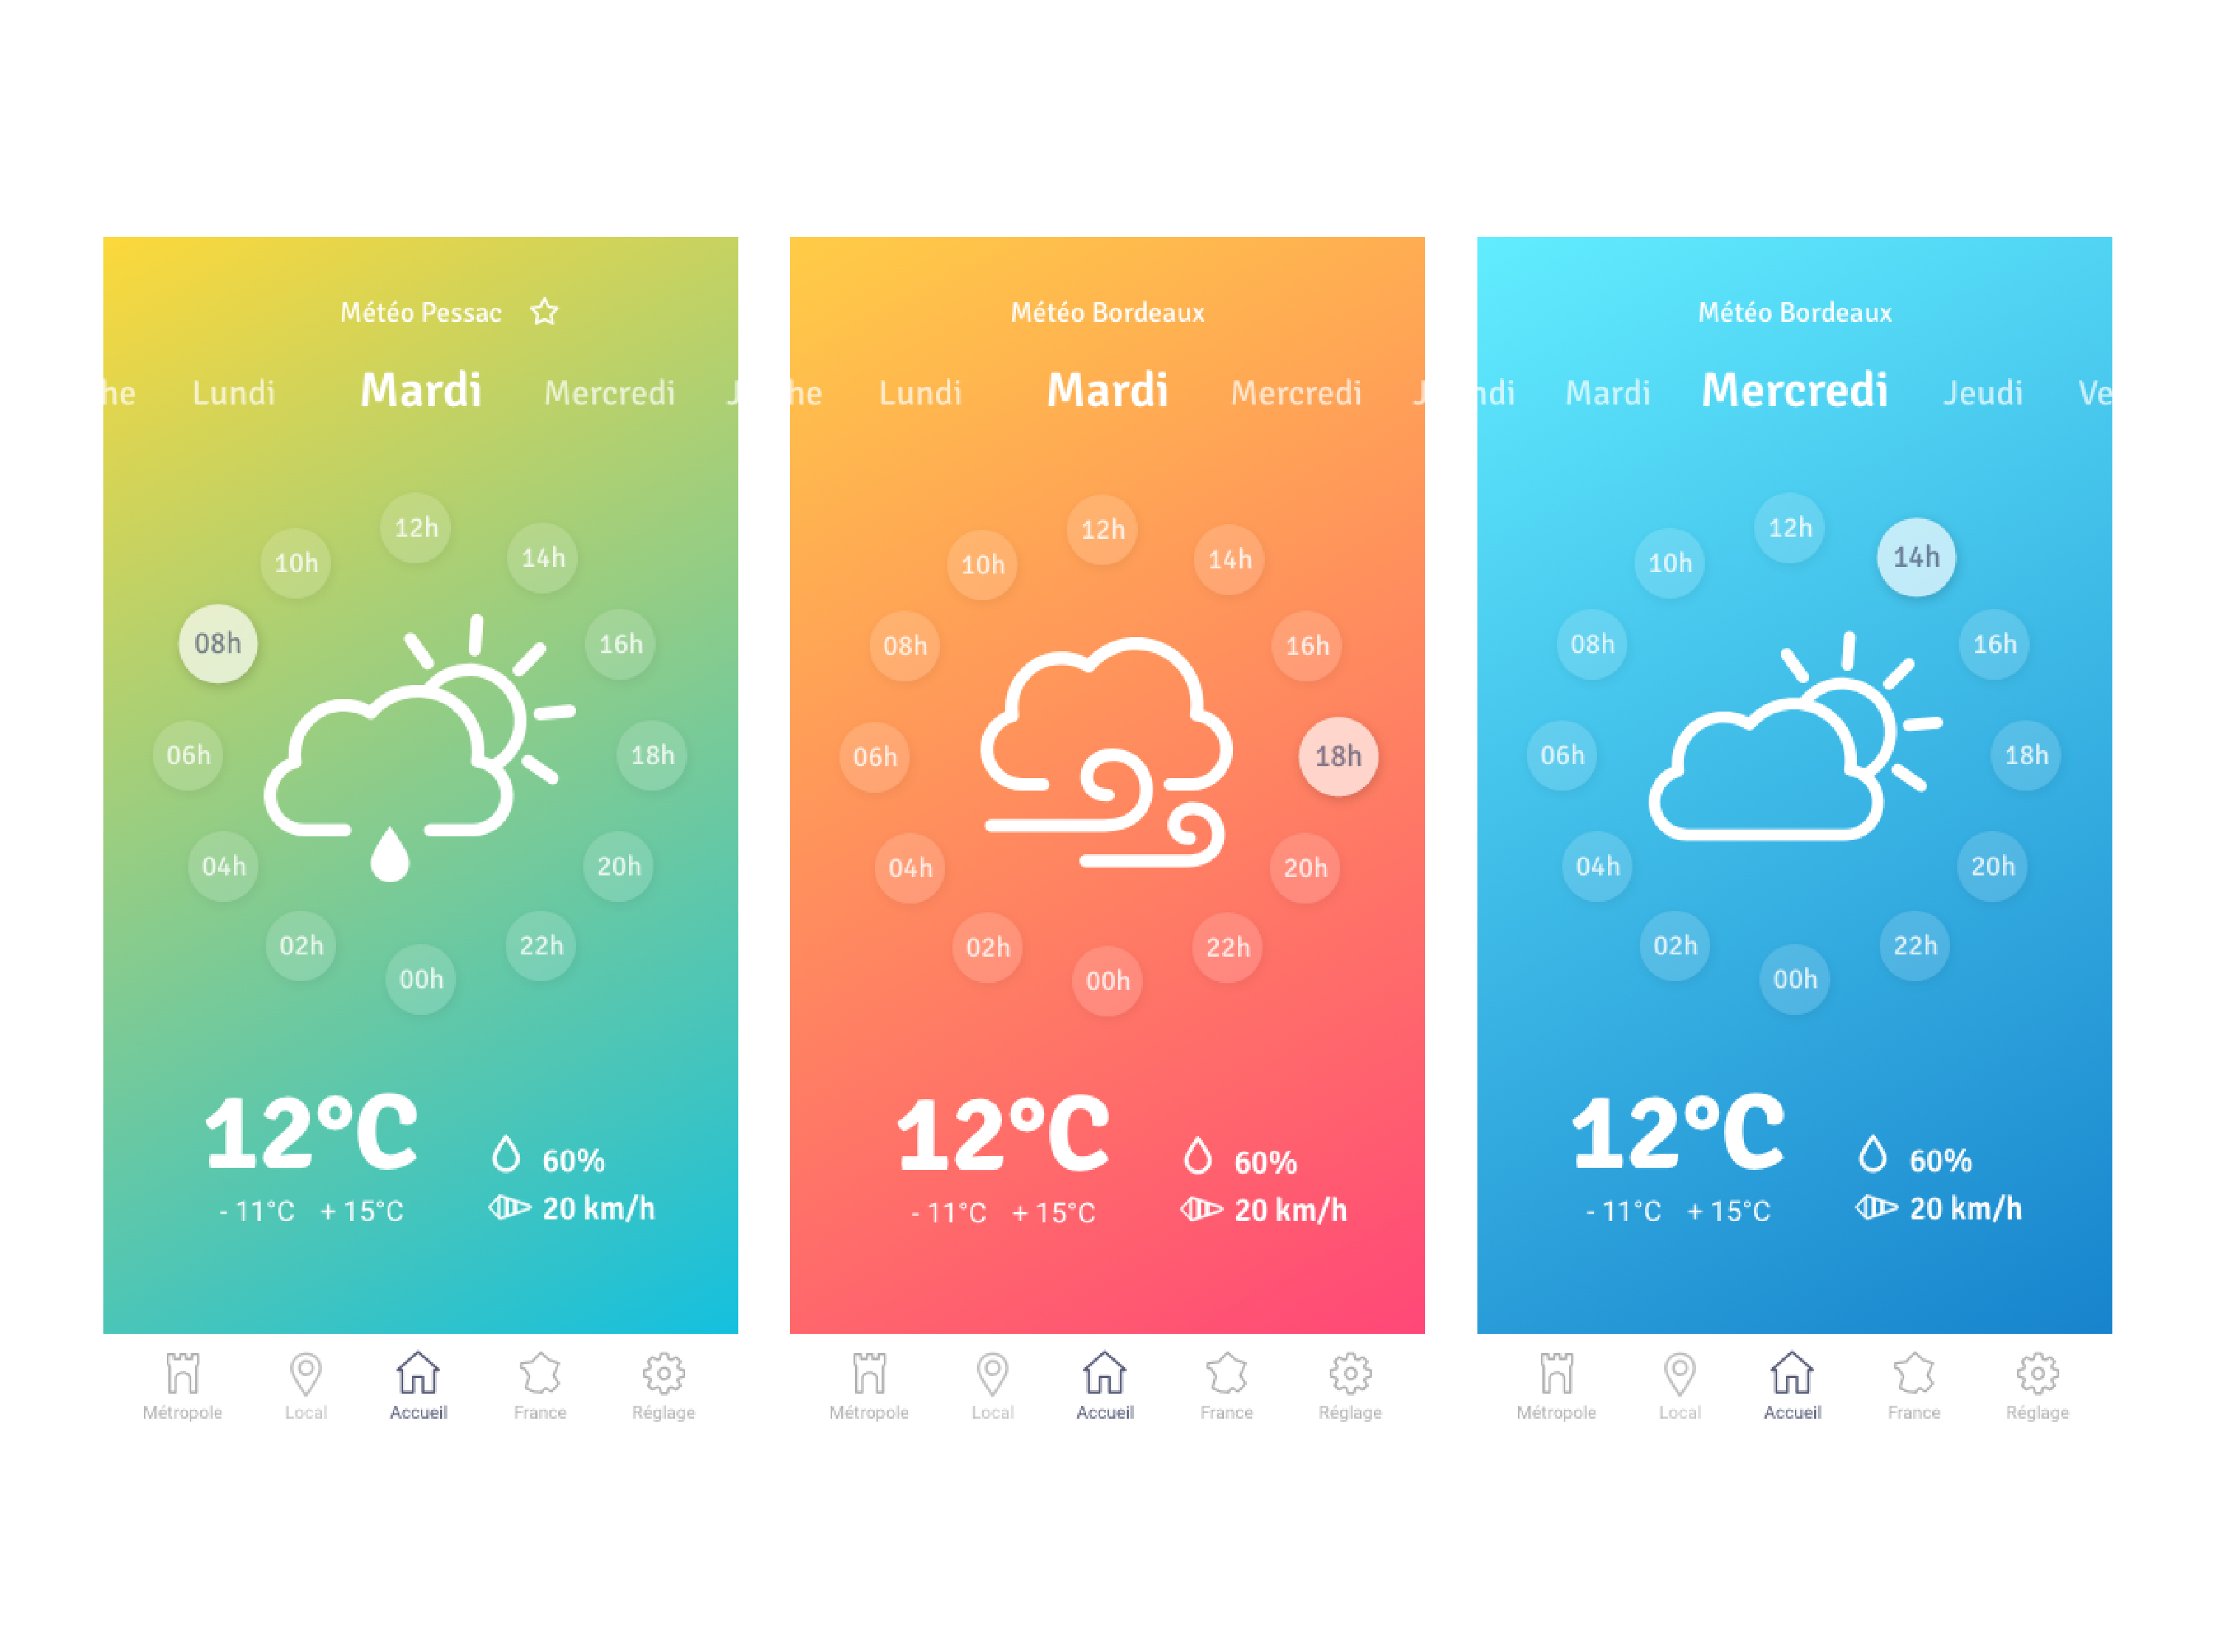 Météo Pessac
he Lundi Mardi Mercredi J
12h
10h
14h
08h
16h
06h
18h
04h
20h
02h
22h
00h
12°C
60%
- 11°C + 15°C
20 km/h
Métropole Local Accueil France Réglage
Météo Bordeaux
he Lundi Mardi Mercredi J
12h
10h
14h
08h
16h
06h
18h
04h
20h
02h
22h
00h
12°C
60%
- 11°C + 15°C
20 km/h
Métropole Local Accueil France Réglage
Météo Bordeaux
ndi Mardi Mercredi Jeudi Ve
12h
10h
14h
08h
16h
06h
18h
04h
20h
02h
22h
00h
12°C
60%
- 11°C + 15°C
20 km/h
Métropole Local Accueil France Réglage